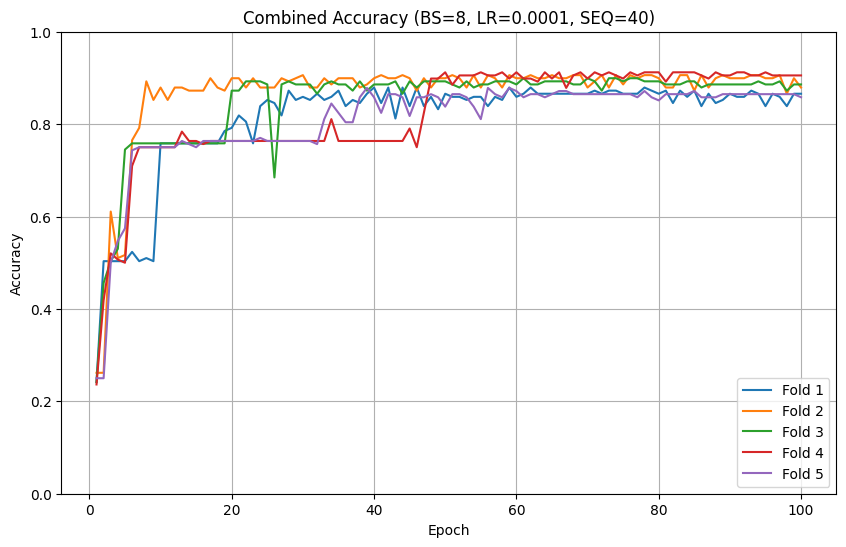 Combined Accuracy (BS=8, LR=0.0001, SEQ=40)
Accuracy
1.0
0.8
0.6
0.4
0.2
0.0
0 20 40 60 80 100
Epoch
Fold 1
Fold 2
Fold 3
Fold 4
Fold 5